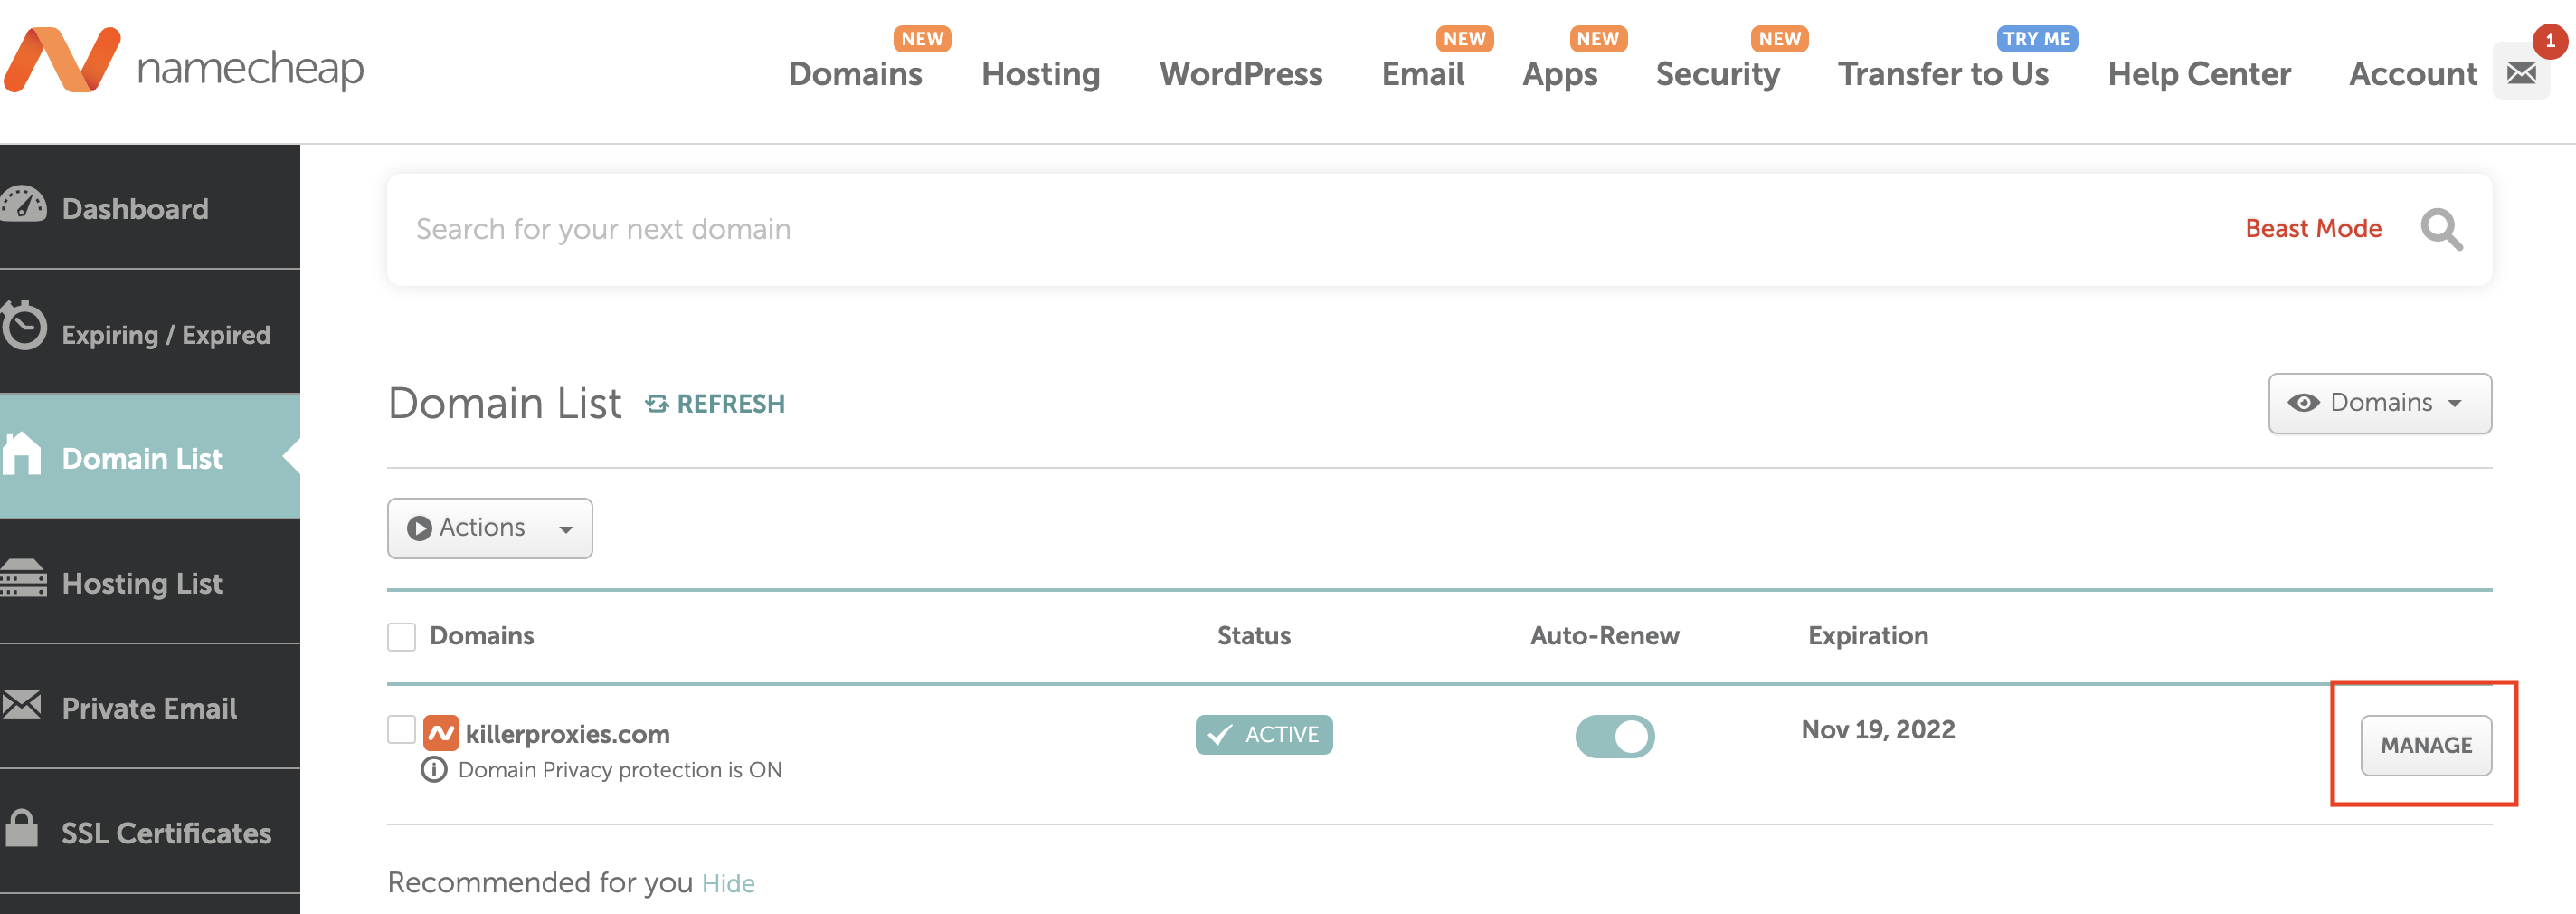 namecheap
NEW
NEW
NEW
NEW
TRY ME
1
Domains
Hosting
WordPress
Email
Apps
Security
Transfer to Us
Help Center
Account
Dashboard
Expiring / Expired
Domain List
Hosting List
Private Email
SSL Certificates
Search for your next domain
Beast Mode
Domain List REFRESH
Domains
Actions
Domains Status Auto-Renew Expiration
killerproxies.com ACTIVE Nov 19, 2022 MANAGE
Domain Privacy protection is ON
Recommended for you Hide